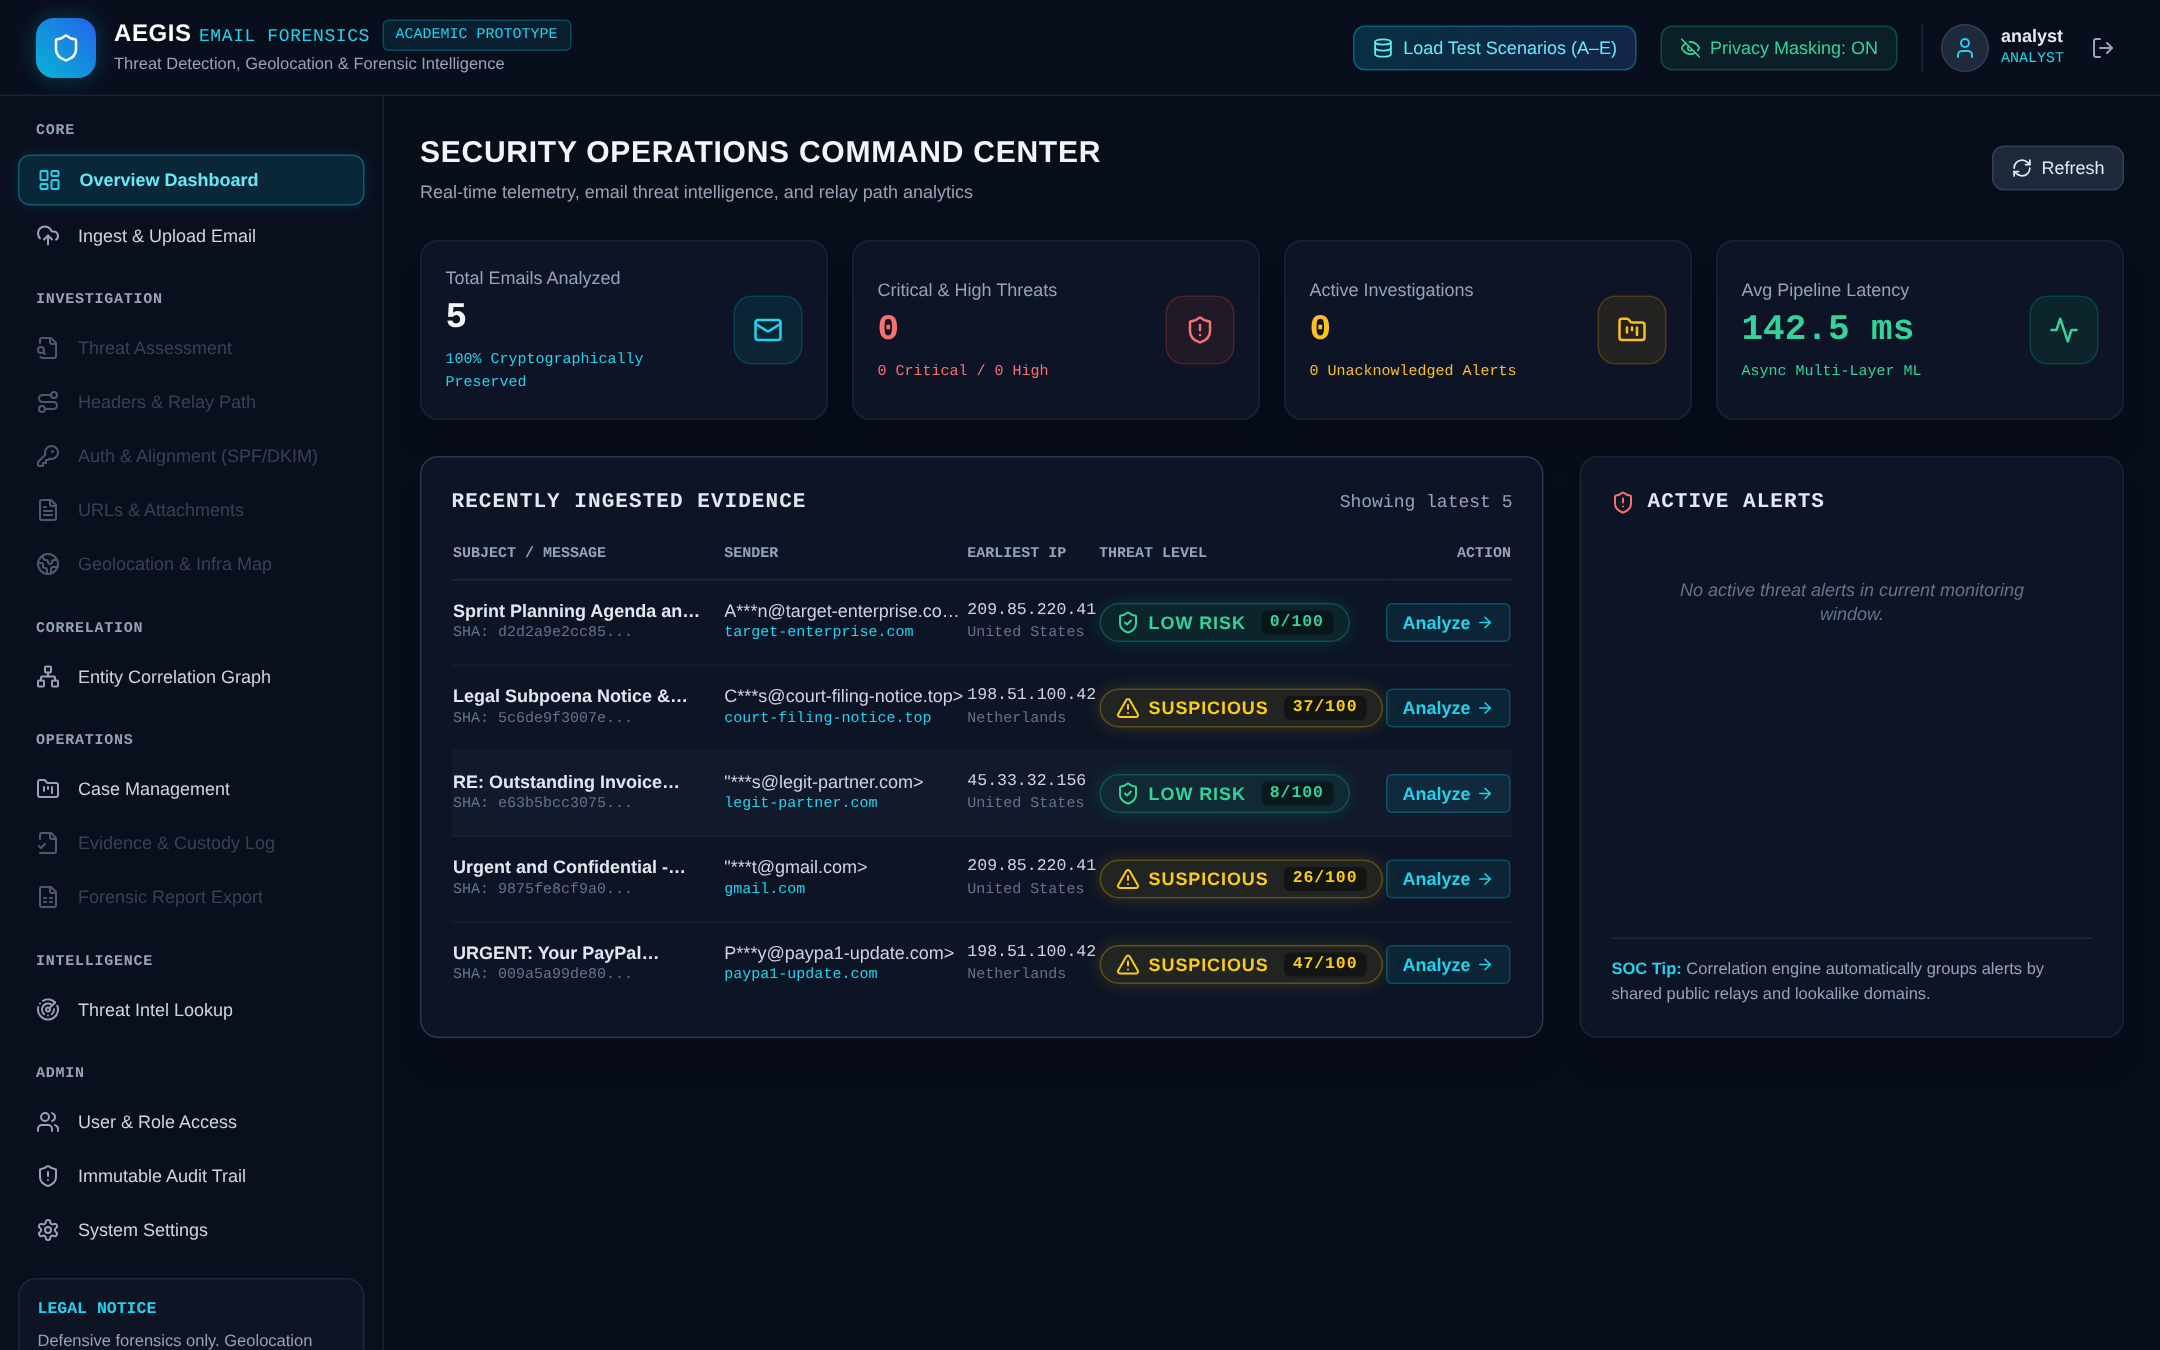 AEGIS EMAIL FORENSICS ACADEMIC PROTOTYPE
Threat Detection, Geolocation & Forensic Intelligence
Load Test Scenarios (A–E)
Privacy Masking: ON
analyst
ANALYST
CORE
Overview Dashboard
Ingest & Upload Email
INVESTIGATION
Threat Assessment
Headers & Relay Path
Auth & Alignment (SPF/DKIM)
URLs & Attachments
Geolocation & Infra Map
CORRELATION
Entity Correlation Graph
OPERATIONS
Case Management
Evidence & Custody Log
Forensic Report Export
INTELLIGENCE
Threat Intel Lookup
ADMIN
User & Role Access
Immutable Audit Trail
System Settings
LEGAL NOTICE
Defensive forensics only. Geolocation
SECURITY OPERATIONS COMMAND CENTER
Real-time telemetry, email threat intelligence, and relay path analytics
Refresh
Total Emails Analyzed
5
100% Cryptographically
Preserved
Critical & High Threats
0
0 Critical / 0 High
Active Investigations
0
0 Unacknowledged Alerts
Avg Pipeline Latency
142.5 ms
Async Multi-Layer ML
RECENTLY INGESTED EVIDENCE Showing latest 5
SUBJECT / MESSAGE SENDER EARLIEST IP THREAT LEVEL ACTION
Sprint Planning Agenda an... A***n@target-enterprise.co... 209.85.220.41 LOW RISK 0/100 Analyze →
SHA: d2d2a9e2cc85... target-enterprise.com United States
Legal Subpoena Notice &... C***s@court-filing-notice.top> 198.51.100.42 SUSPICIOUS 37/100 Analyze →
SHA: 5c6de9f3007e... court-filing-notice.top Netherlands
RE: Outstanding Invoice... "***s@legit-partner.com> 45.33.32.156 LOW RISK 8/100 Analyze →
SHA: e63b5bcc3075... legit-partner.com United States
Urgent and Confidential -... "***t@gmail.com> 209.85.220.41 SUSPICIOUS 26/100 Analyze →
SHA: 9875fe8cf9a0... gmail.com United States
URGENT: Your PayPal... P***y@paypa1-update.com> 198.51.100.42 SUSPICIOUS 47/100 Analyze →
SHA: 009a5a99de80... paypa1-update.com Netherlands
ACTIVE ALERTS
No active threat alerts in current monitoring
window.
SOC Tip: Correlation engine automatically groups alerts by
shared public relays and lookalike domains.